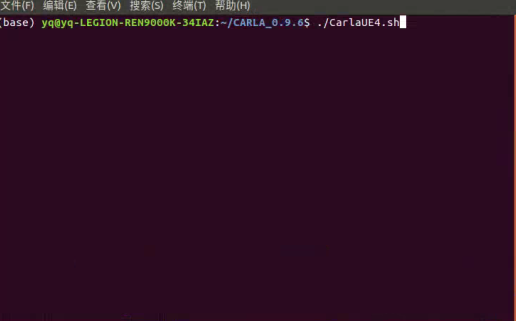 文件(F) 编辑(E) 查看(V) 搜索(S) 终端(T) 帮助(H)
(base) yq@yq-LEGION-REN9000K-34IAZ:~/CARLA_0.9.6$ ./CarlaUE4.sh